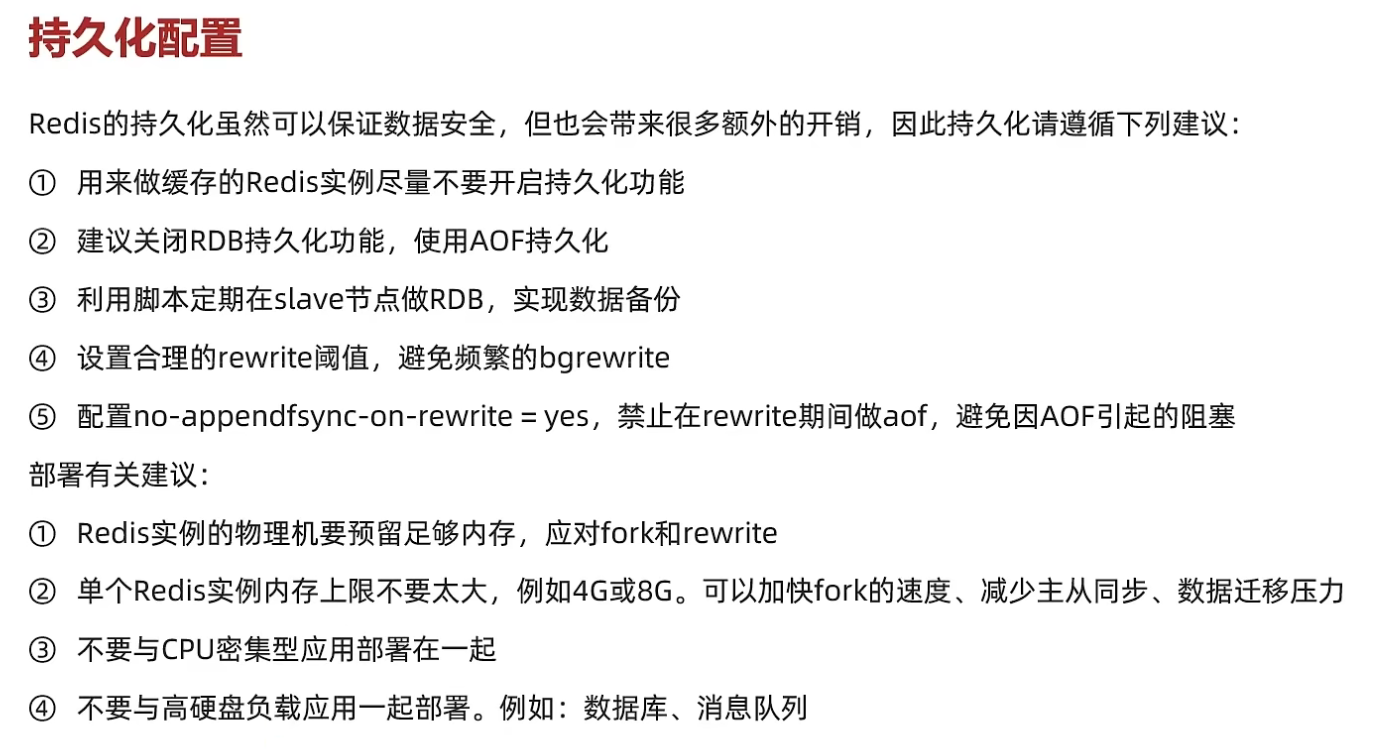 持久化配置
Redis的持久化虽然可以保证数据安全，但也会带来很多额外的开销，因此持久化请遵循下列建议：
① 用来做缓存的Redis实例尽量不要开启持久化功能
② 建议关闭RDB持久化功能，使用AOF持久化
③ 利用脚本定期在slave节点做RDB，实现数据备份
④ 设置合理的rewrite阈值，避免频繁的bgrewrite
⑤ 配置no-appendfsync-on-rewrite = yes，禁止在rewrite期间做aof，避免因AOF引起的阻塞
部署有关建议：
① Redis实例的物理机要预留足够内存，应对fork和rewrite
② 单个Redis实例内存上限不要太大，例如4G或8G。可以加快fork的速度、减少主从同步、数据迁移压力
③ 不要与CPU密集型应用部署在一起
④ 不要与高硬盘负载应用一起部署。例如：数据库、消息队列